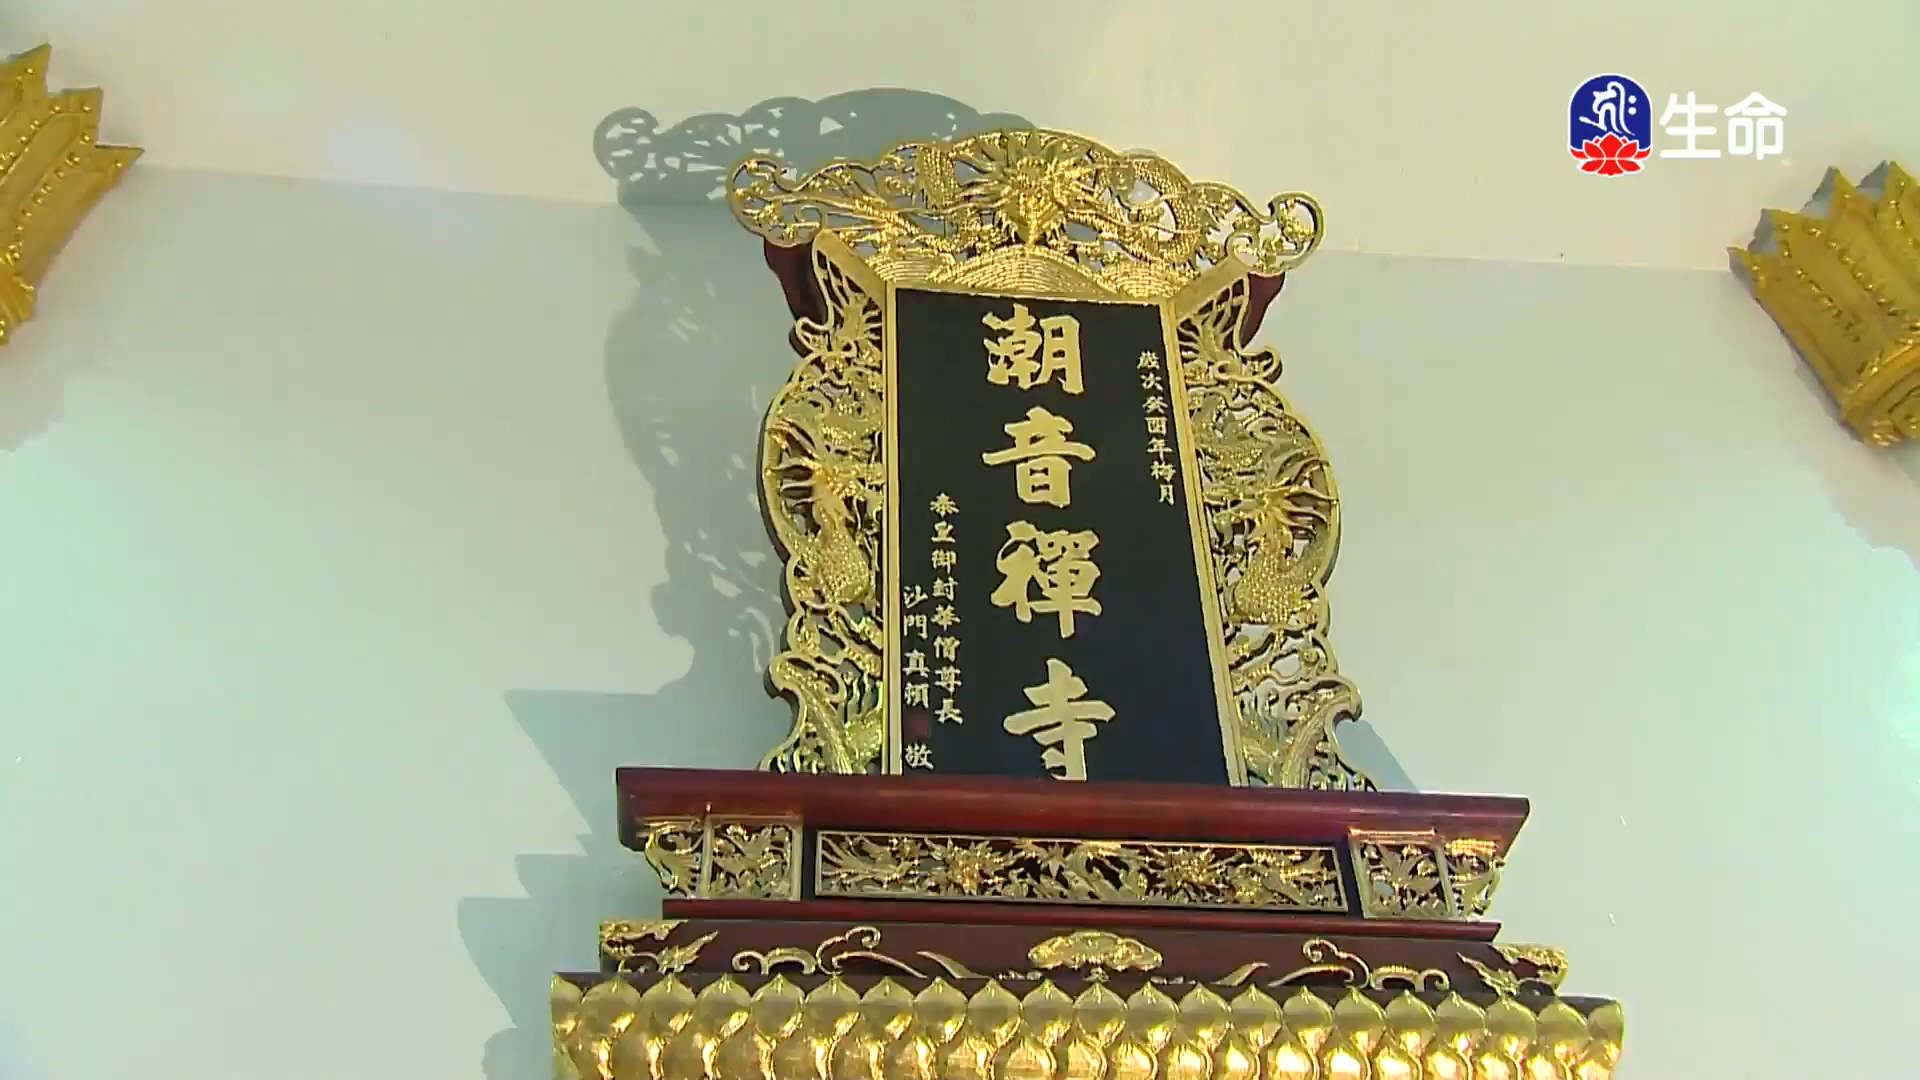 歲次癸酉年梅月
潮音禪寺
泰皇御封華僧尊長
沙門真頓
敬
生命